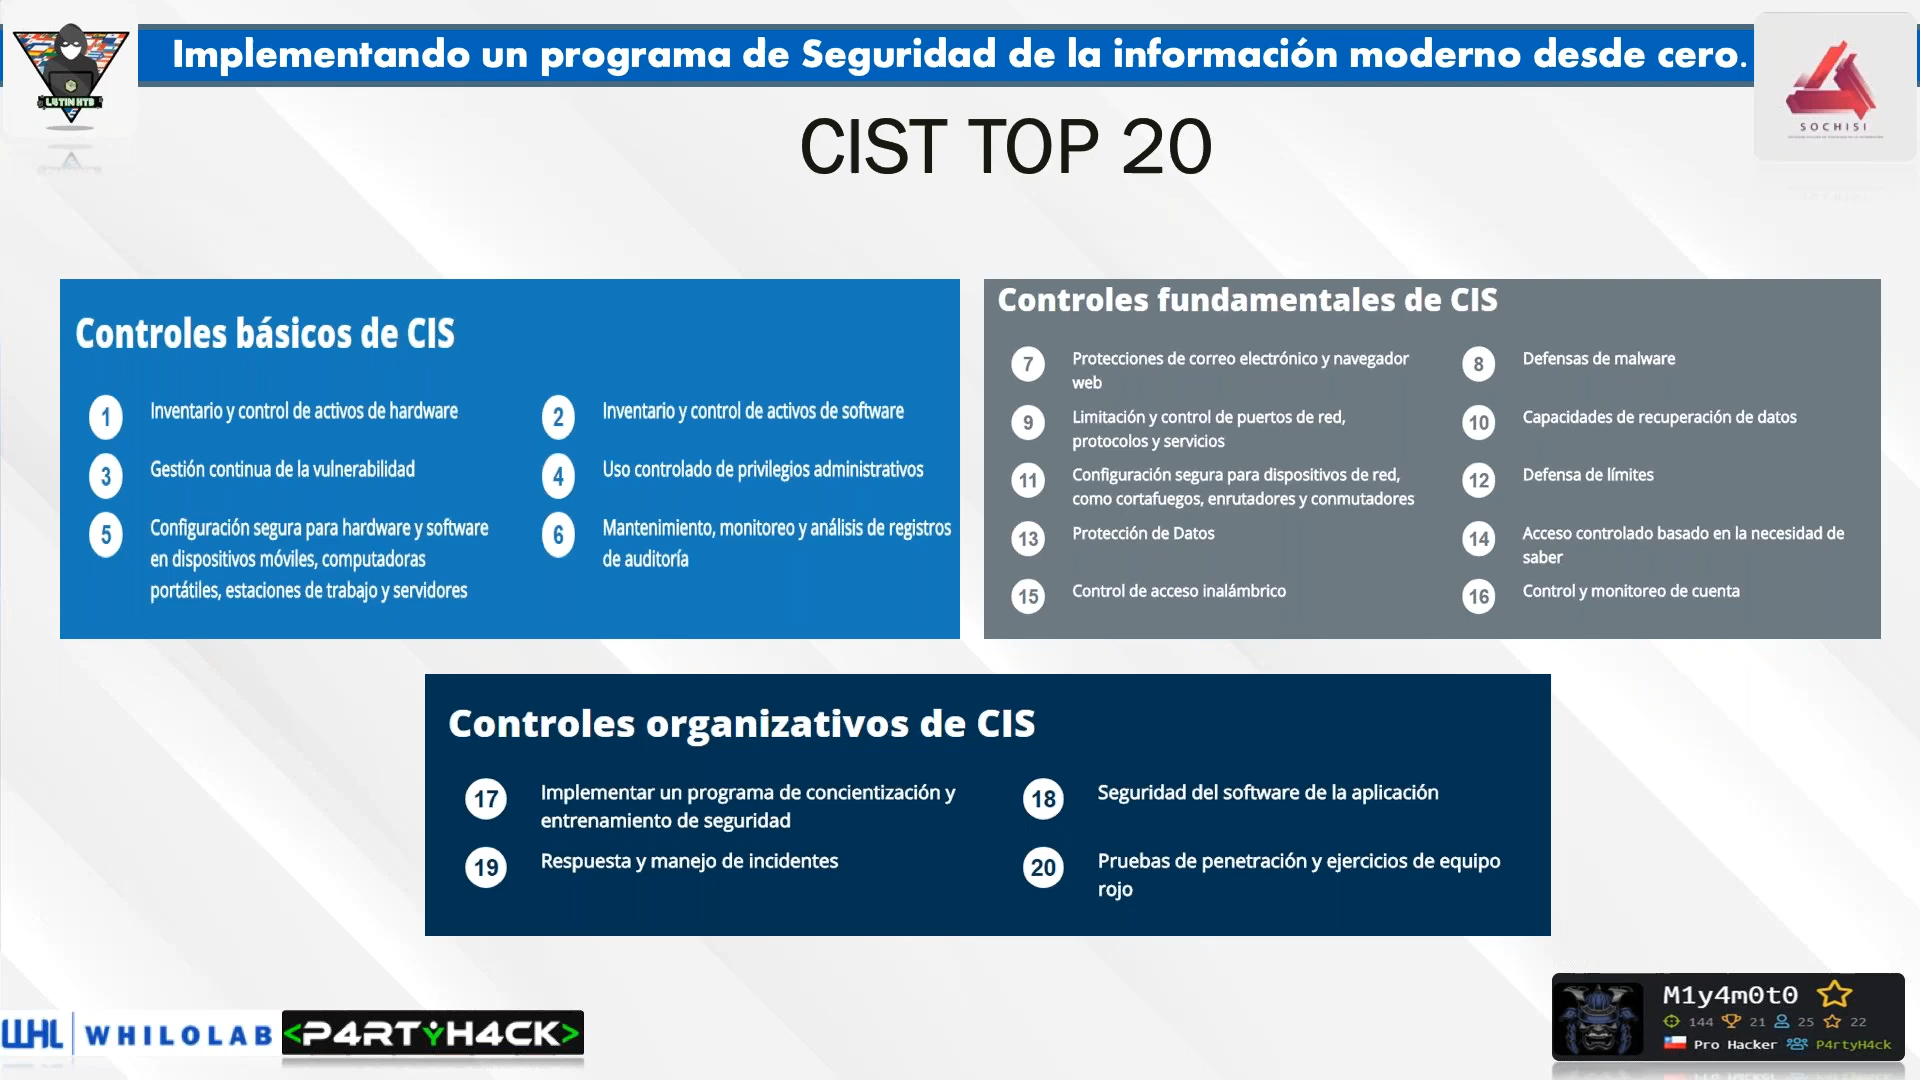 Implementando un programa de Seguridad de la información moderno desde cero.
L4TIN HTB
SOCHISI
CIST TOP 20
Controles básicos de CIS
1 Inventario y control de activos de hardware
2 Inventario y control de activos de software
3 Gestión continua de la vulnerabilidad
4 Uso controlado de privilegios administrativos
5 Configuración segura para hardware y software
en dispositivos móviles, computadoras
portátiles, estaciones de trabajo y servidores
6 Mantenimiento, monitoreo y análisis de registros
de auditoría
Controles fundamentales de CIS
7 Protecciones de correo electrónico y navegador
web
8 Defensas de malware
9 Limitación y control de puertos de red,
protocolos y servicios
10 Capacidades de recuperación de datos
11 Configuración segura para dispositivos de red,
como cortafuegos, enrutadores y conmutadores
12 Defensa de límites
13 Protección de Datos
14 Acceso controlado basado en la necesidad de
saber
15 Control de acceso inalámbrico
16 Control y monitoreo de cuenta
Controles organizativos de CIS
17 Implementar un programa de concientización y
entrenamiento de seguridad
18 Seguridad del software de la aplicación
19 Respuesta y manejo de incidentes
20 Pruebas de penetración y ejercicios de equipo
rojo
WHL WHILOLAB
<P4RTYH4CK>
M1y4m0t0
144 21 25 22
Pro Hacker P4rtyH4ck